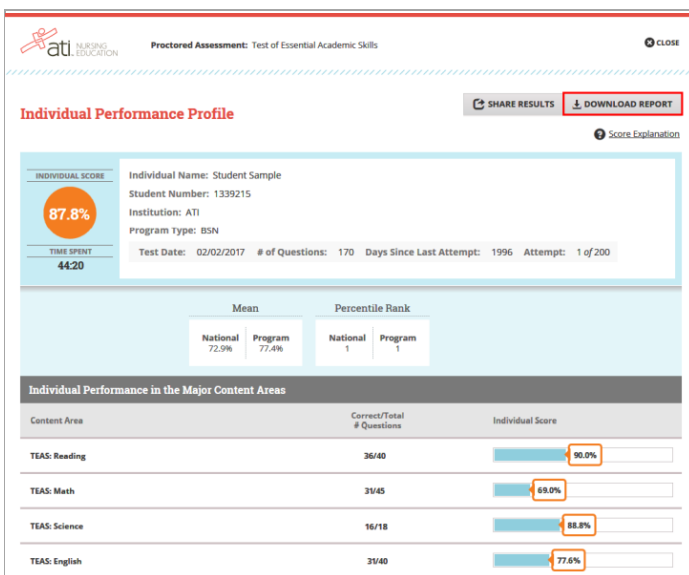 ati NURSING EDUCATION
Proctored Assessment: Test of Essential Academic Skills
CLOSE
Individual Performance Profile
SHARE RESULTS
DOWNLOAD REPORT
Score Explanation
INDIVIDUAL SCORE
87.8%
TIME SPENT
44:20
Individual Name: Student Sample
Student Number: 1339215
Institution: ATI
Program Type: BSN
Test Date: 02/02/2017 # of Questions: 170 Days Since Last Attempt: 1996 Attempt: 1 of 200
Mean Percentile Rank
National Program National Program
72.9% 77.4% 1 1
Individual Performance in the Major Content Areas
Content Area Correct/Total # Questions Individual Score
TEAS: Reading 36/40 90.0%
TEAS: Math 31/45 69.0%
TEAS: Science 16/18 88.8%
TEAS: English 31/40 77.6%